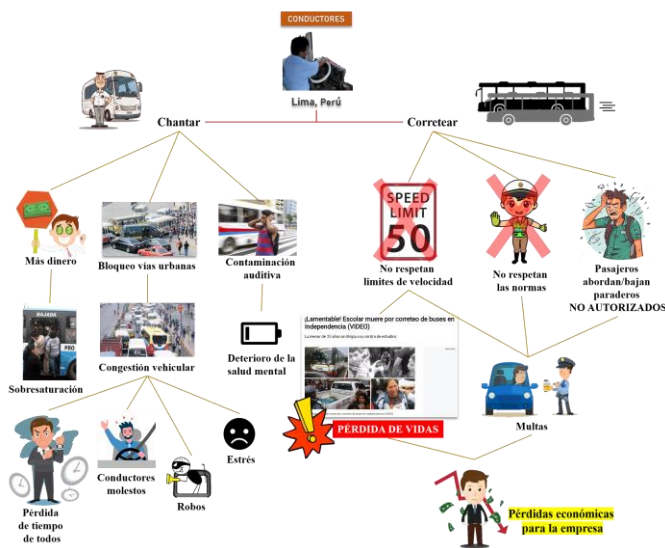 CONDUCTORES
Lima, Perú
Chantar
Corretear
SPEED
LIMIT
50
Más dinero
Bloqueo vías urbanas
Contaminación
auditiva
No respetan
limites de velocidad
No respetan
las normas
Pasajeros
abordan/bajan
paraderos
NO AUTORIZADOS
BAJADA
PRO
¡Lamentable! Escolar muere por correteo de buses en
Independencia (VIDEO)
Sobresaturación
Congestión vehicular
Deterioro de la
salud mental
PÉRDIDA DE VIDAS
Multas
Pérdida
de tiempo
de todos
Conductores
molestos
Robos
Estrés
Pérdidas económicas
para la empresa